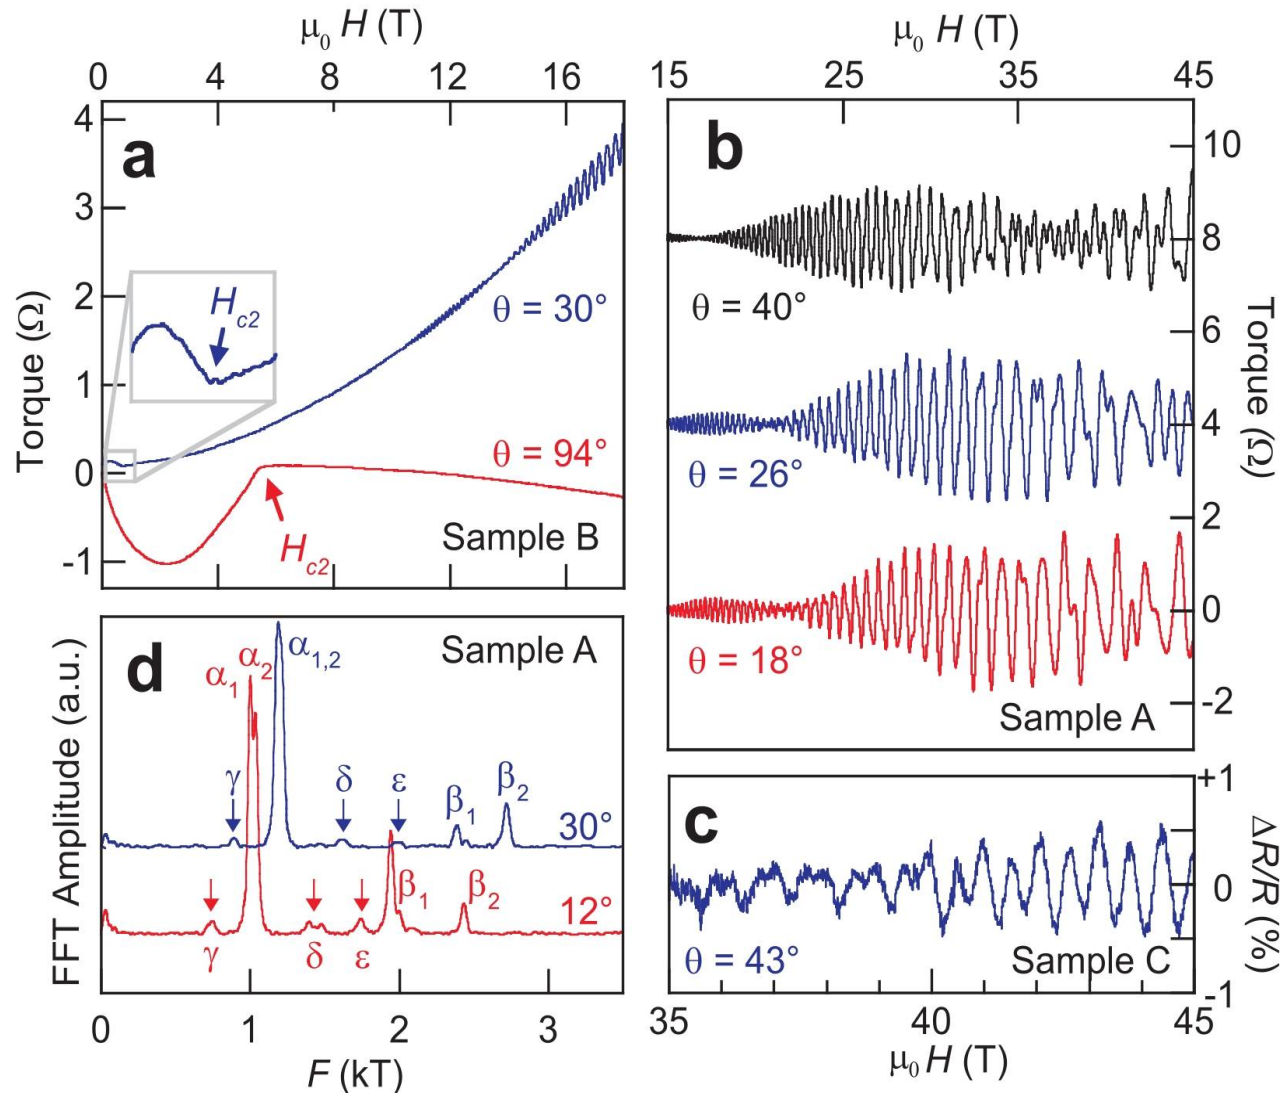 μ₀ H (T)
0 4 8 12 16
4
3
2
1
0
-1
Torque (Ω)
a
H_c2
θ = 30°
θ = 94°
H_c2
Sample B
μ₀ H (T)
15 25 35 45
b
10
8
6
4
2
0
-2
Torque (Ω)
θ = 40°
θ = 26°
θ = 18°
Sample A
d
Sample A
FFT Amplitude (a.u.)
α₁ α₂ α₁,₂
γ δ ε β₁ β₂
30°
β₁ β₂
12°
γ δ ε
0 1 2 3
F (kT)
c
+1
0
-1
ΔR/R (%)
θ = 43°
Sample C
35 40 45
μ₀ H (T)